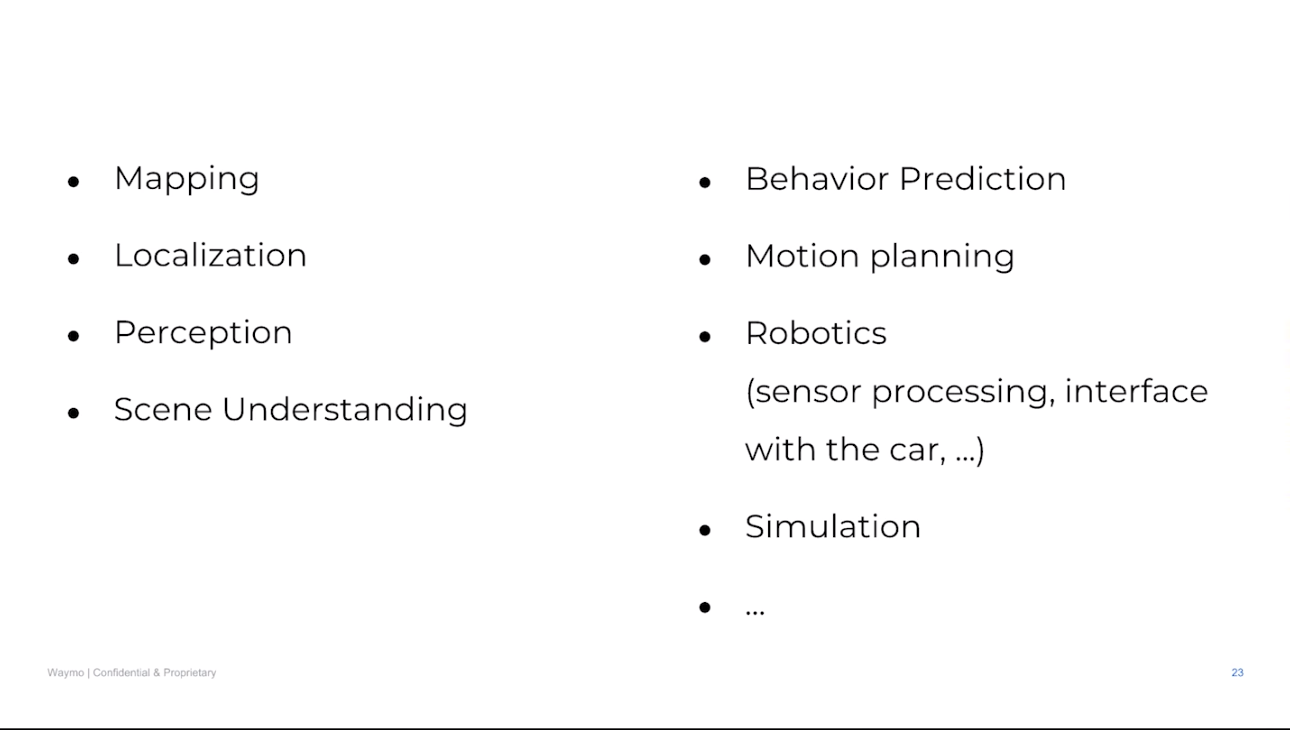 • Mapping
• Localization
• Perception
• Scene Understanding
• Behavior Prediction
• Motion planning
• Robotics
(sensor processing, interface
with the car, ...)
• Simulation
• ...
Waymo | Confidential & Proprietary
23